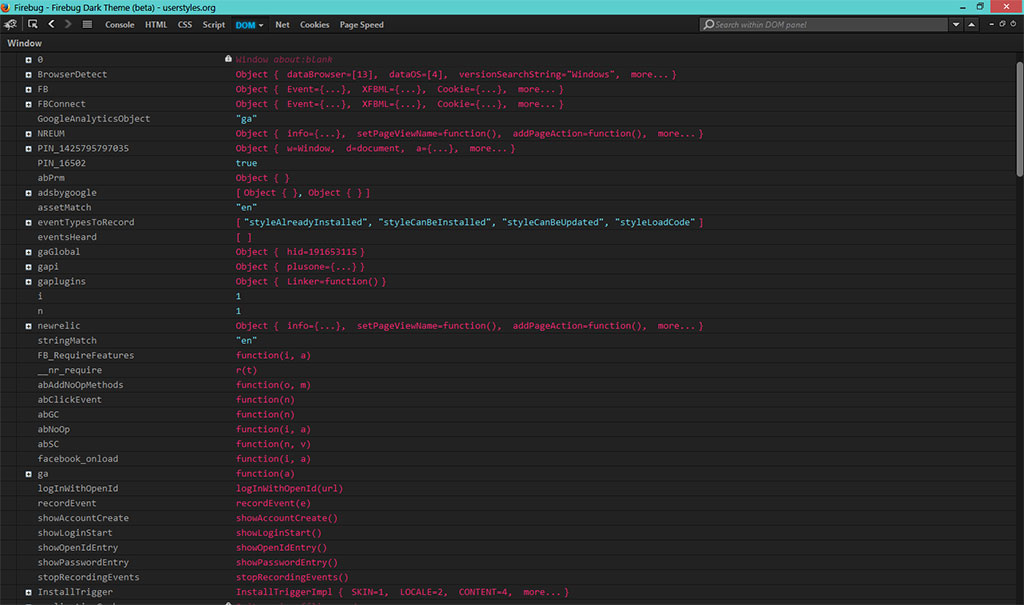 Firebug - Firebug Dark Theme (beta) - userstyles.org
Console HTML CSS Script DOM Net Cookies Page Speed Search within DOM panel
Window
0 Window about:blank
BrowserDetect Object { dataBrowser=[13], dataOS=[4], versionSearchString="Windows", more... }
FB Object { Event={...}, XFBML={...}, Cookie={...}, more... }
FBConnect Object { Event={...}, XFBML={...}, Cookie={...}, more... }
GoogleAnalyticsObject "ga"
NREUM Object { info={...}, setPageViewName=function(), addPageAction=function(), more... }
PIN_1425795797035 Object { w=Window, d=document, a={...}, more... }
PIN_16502 true
abPrm Object { }
adsbygoogle [ Object { }, Object { } ]
assetMatch "en"
eventTypesToRecord [ "styleAlreadyInstalled", "styleCanBeInstalled", "styleCanBeUpdated", "styleLoadCode" ]
eventsHeard [ ]
gaGlobal Object { hid=191653115 }
gapi Object { plusone={...} }
gaplugins Object { Linker=function() }
i 1
n 1
newrelic Object { info={...}, setPageViewName=function(), addPageAction=function(), more... }
stringMatch "en"
FB_RequireFeatures function(i, a)
__nr_require r(t)
abAddNoOpMethods function(o, m)
abClickEvent function(n)
abGC function(n)
abNoOp function(i, a)
abSC function(n, v)
facebook_onload function(i, a)
ga function(a)
logInWithOpenId logInWithOpenId(url)
recordEvent recordEvent(e)
showAccountCreate showAccountCreate()
showLoginStart showLoginStart()
showOpenIdEntry showOpenIdEntry()
showPasswordEntry showPasswordEntry()
stopRecordingEvents stopRecordingEvents()
InstallTrigger InstallTriggerImpl { SKIN=1, LOCALE=2, CONTENT=4, more... }